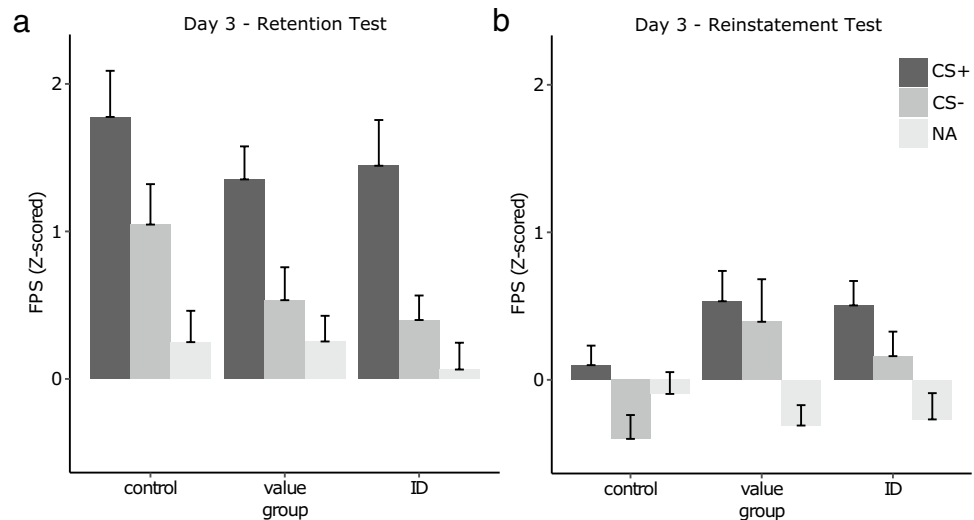 a
Day 3 - Retention Test
FPS (Z-scored)
2
1
0
control value ID
group
b
Day 3 - Reinstatement Test
CS+
CS-
NA
FPS (Z-scored)
2
1
0
control value ID
group